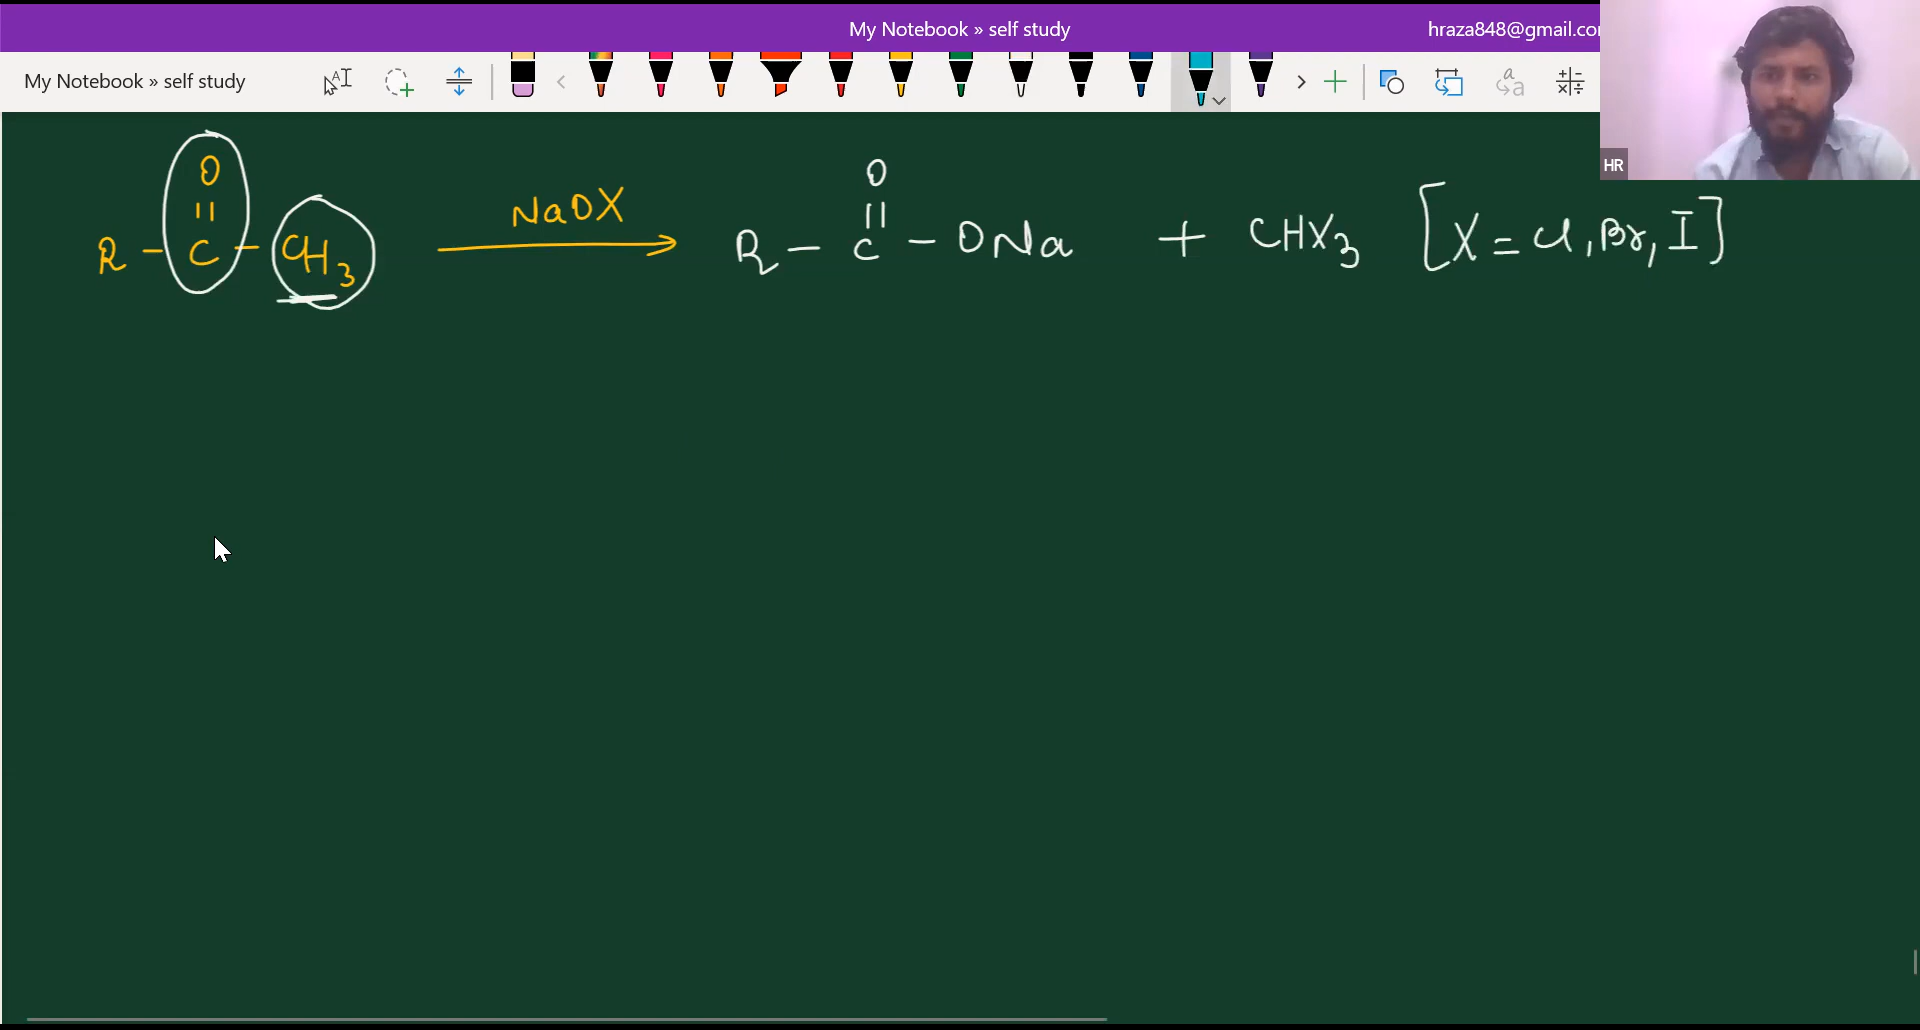 My Notebook » self study
hraza848@gmail.co
My Notebook » self study
HR
O
||
R - C - CH3
NaOX
O
||
R - C - ONa + CHX3 [X = Cl, Br, I]